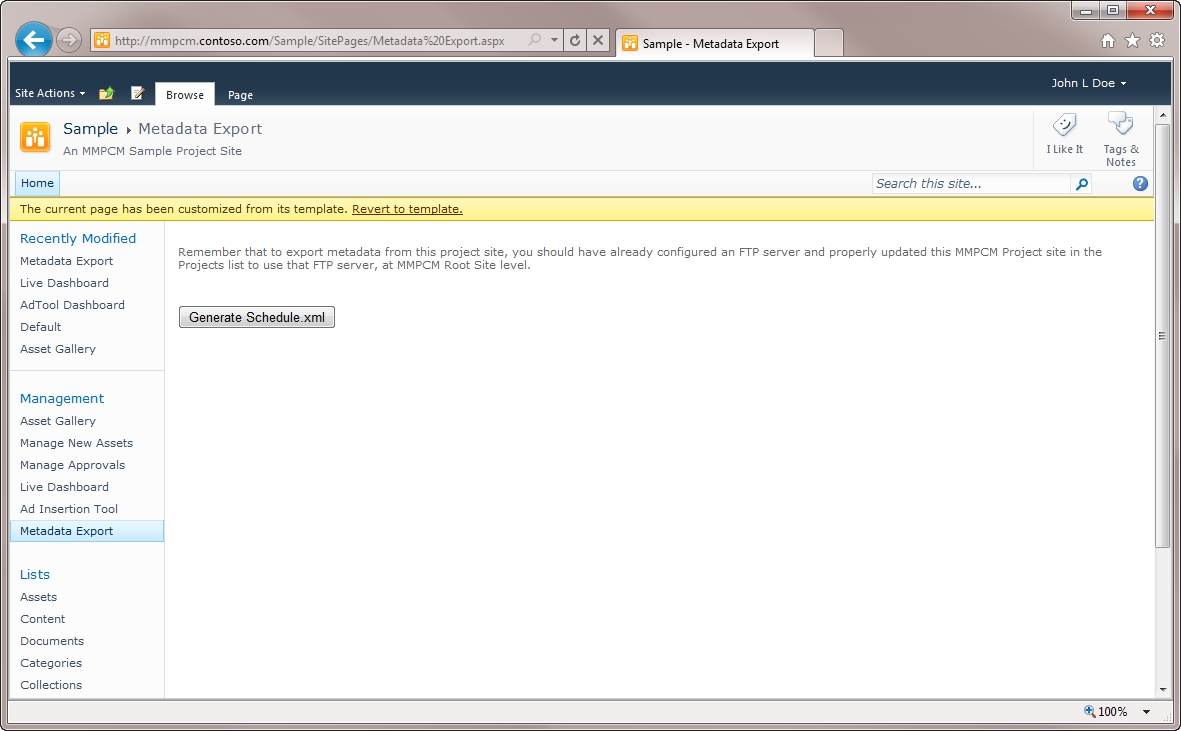 http://mmpcm.contoso.com/Sample/SitePages/Metadata%20Export.aspx
Sample - Metadata Export
Site Actions
Browse
Page
John L Doe
Sample ▸ Metadata Export
An MMPCM Sample Project Site
I Like It
Tags &
Notes
Home
Search this site...
The current page has been customized from its template. Revert to template.
Recently Modified
Metadata Export
Live Dashboard
AdTool Dashboard
Default
Asset Gallery
Management
Asset Gallery
Manage New Assets
Manage Approvals
Live Dashboard
Ad Insertion Tool
Metadata Export
Lists
Assets
Content
Documents
Categories
Collections
Remember that to export metadata from this project site, you should have already configured an FTP server and properly updated this MMPCM Project site in the
Projects list to use that FTP server, at MMPCM Root Site level.
Generate Schedule.xml
100%